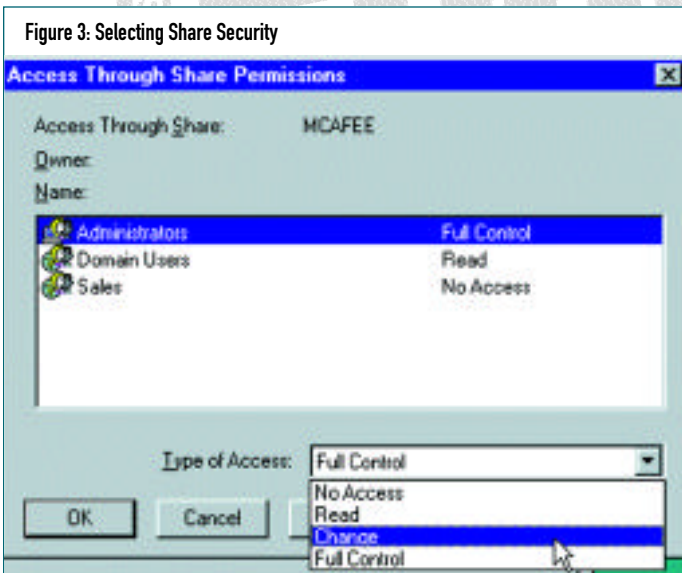 Figure 3: Selecting Share Security
Access Through Share Permissions
Access Through Share: MCAFEE
Owner:
Name:
Administrators Full Control
Domain Users Read
Sales No Access
Type of Access: Full Control
No Access
Read
Change
Full Control
OK Cancel